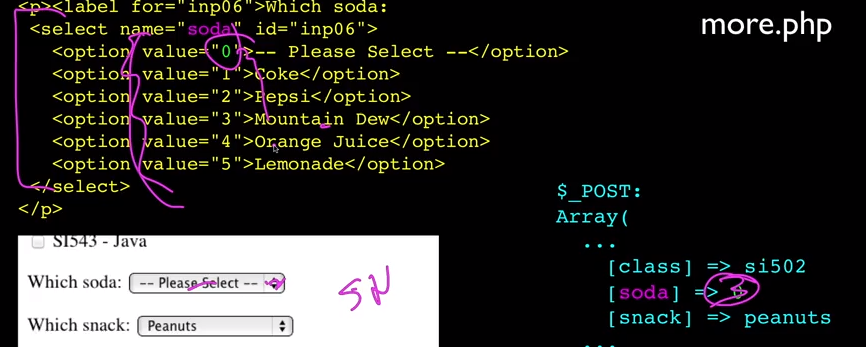 <p><label for="inp06">Which soda:
more.php
<select name="soda" id="inp06">
<option value="0">-- Please Select --</option>
<option value="1">Coke</option>
<option value="2">Pepsi</option>
<option value="3">Mountain Dew</option>
<option value="4">Orange Juice</option>
<option value="5">Lemonade</option>
</select>
</p>
$_POST:
Array(
...
[class] => si502
[soda] => 3
[snack] => peanuts
...
SI543 - Java
Which soda: -- Please Select --
Which snack: Peanuts